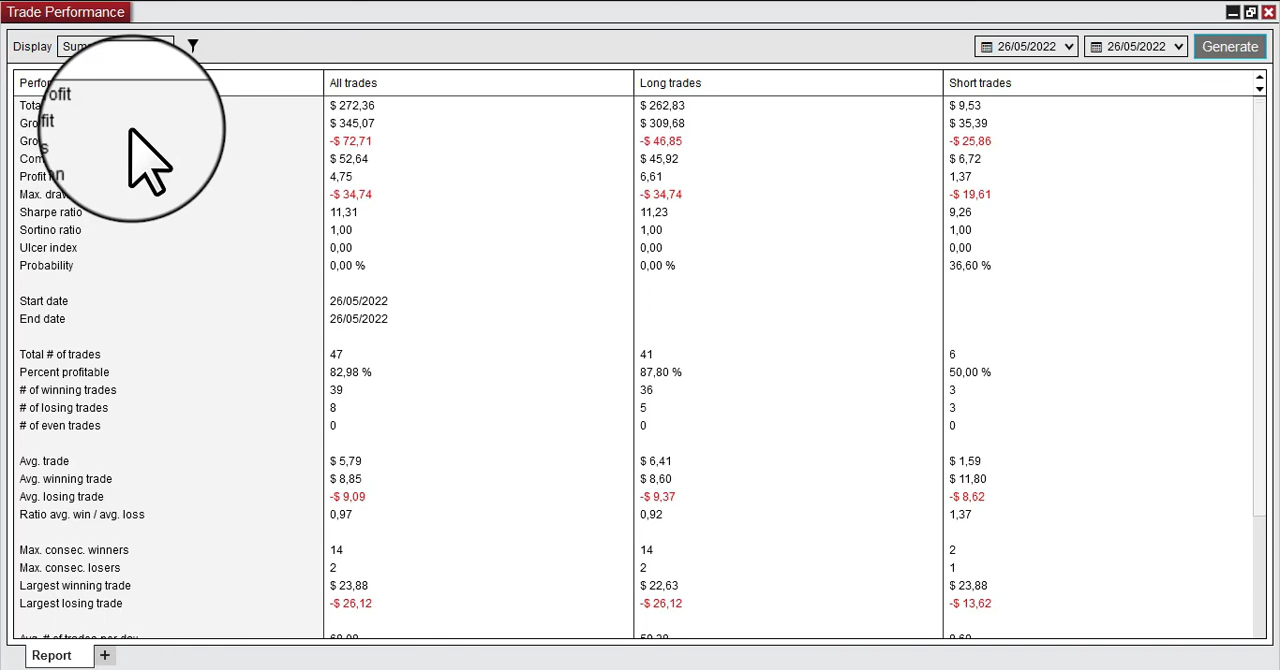 Trade Performance
Display
26/05/2022 26/05/2022 Generate
All trades Long trades Short trades
$ 272,36 $ 262,83 $ 9,53
$ 345,07 $ 309,68 $ 35,39
-$ 72,71 -$ 46,85 -$ 25,86
$ 52,64 $ 45,92 $ 6,72
Profit 4,75 6,61 1,37
Max. -$ 34,74 -$ 34,74 -$ 19,61
Sharpe ratio 11,31 11,23 9,26
Sortino ratio 1,00 1,00 1,00
Ulcer index 0,00 0,00 0,00
Probability 0,00 % 0,00 % 36,60 %
Start date 26/05/2022
End date 26/05/2022
Total # of trades 47 41 6
Percent profitable 82,98 % 87,80 % 50,00 %
# of winning trades 39 36 3
# of losing trades 8 5 3
# of even trades 0 0 0
Avg. trade $ 5,79 $ 6,41 $ 1,59
Avg. winning trade $ 8,85 $ 8,60 $ 11,80
Avg. losing trade -$ 9,09 -$ 9,37 -$ 8,62
Ratio avg. win / avg. loss 0,97 0,92 1,37
Max. consec. winners 14 14 2
Max. consec. losers 2 2 1
Largest winning trade $ 23,88 $ 22,63 $ 23,88
Largest losing trade -$ 26,12 -$ 26,12 -$ 13,62
Avg. # of trades per day
Report +